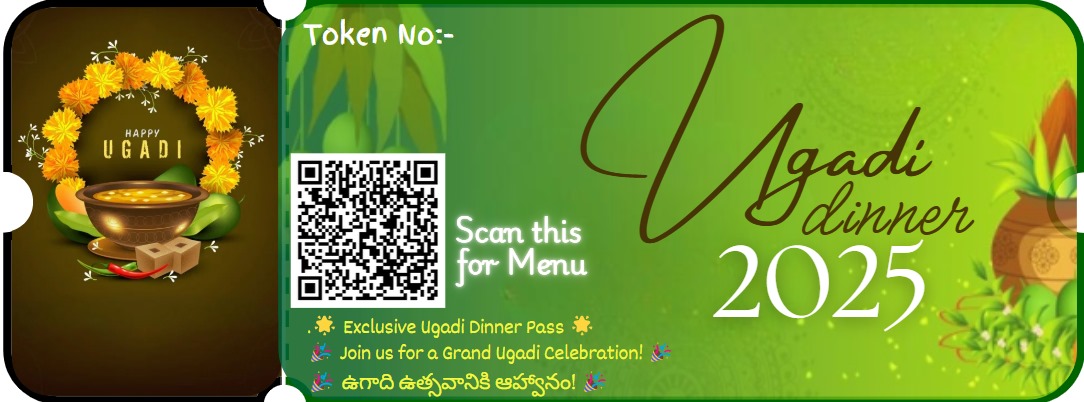 HAPPY
UGADI
Token No:-
Scan this
for Menu
Ugadi
dinner
2025
.🌟 Exclusive Ugadi Dinner Pass 🌟
🎉 Join us for a Grand Ugadi Celebration! 🎉
🎉 ఉగాది ఉత్సవానికి ఆహ్వానం! 🎉